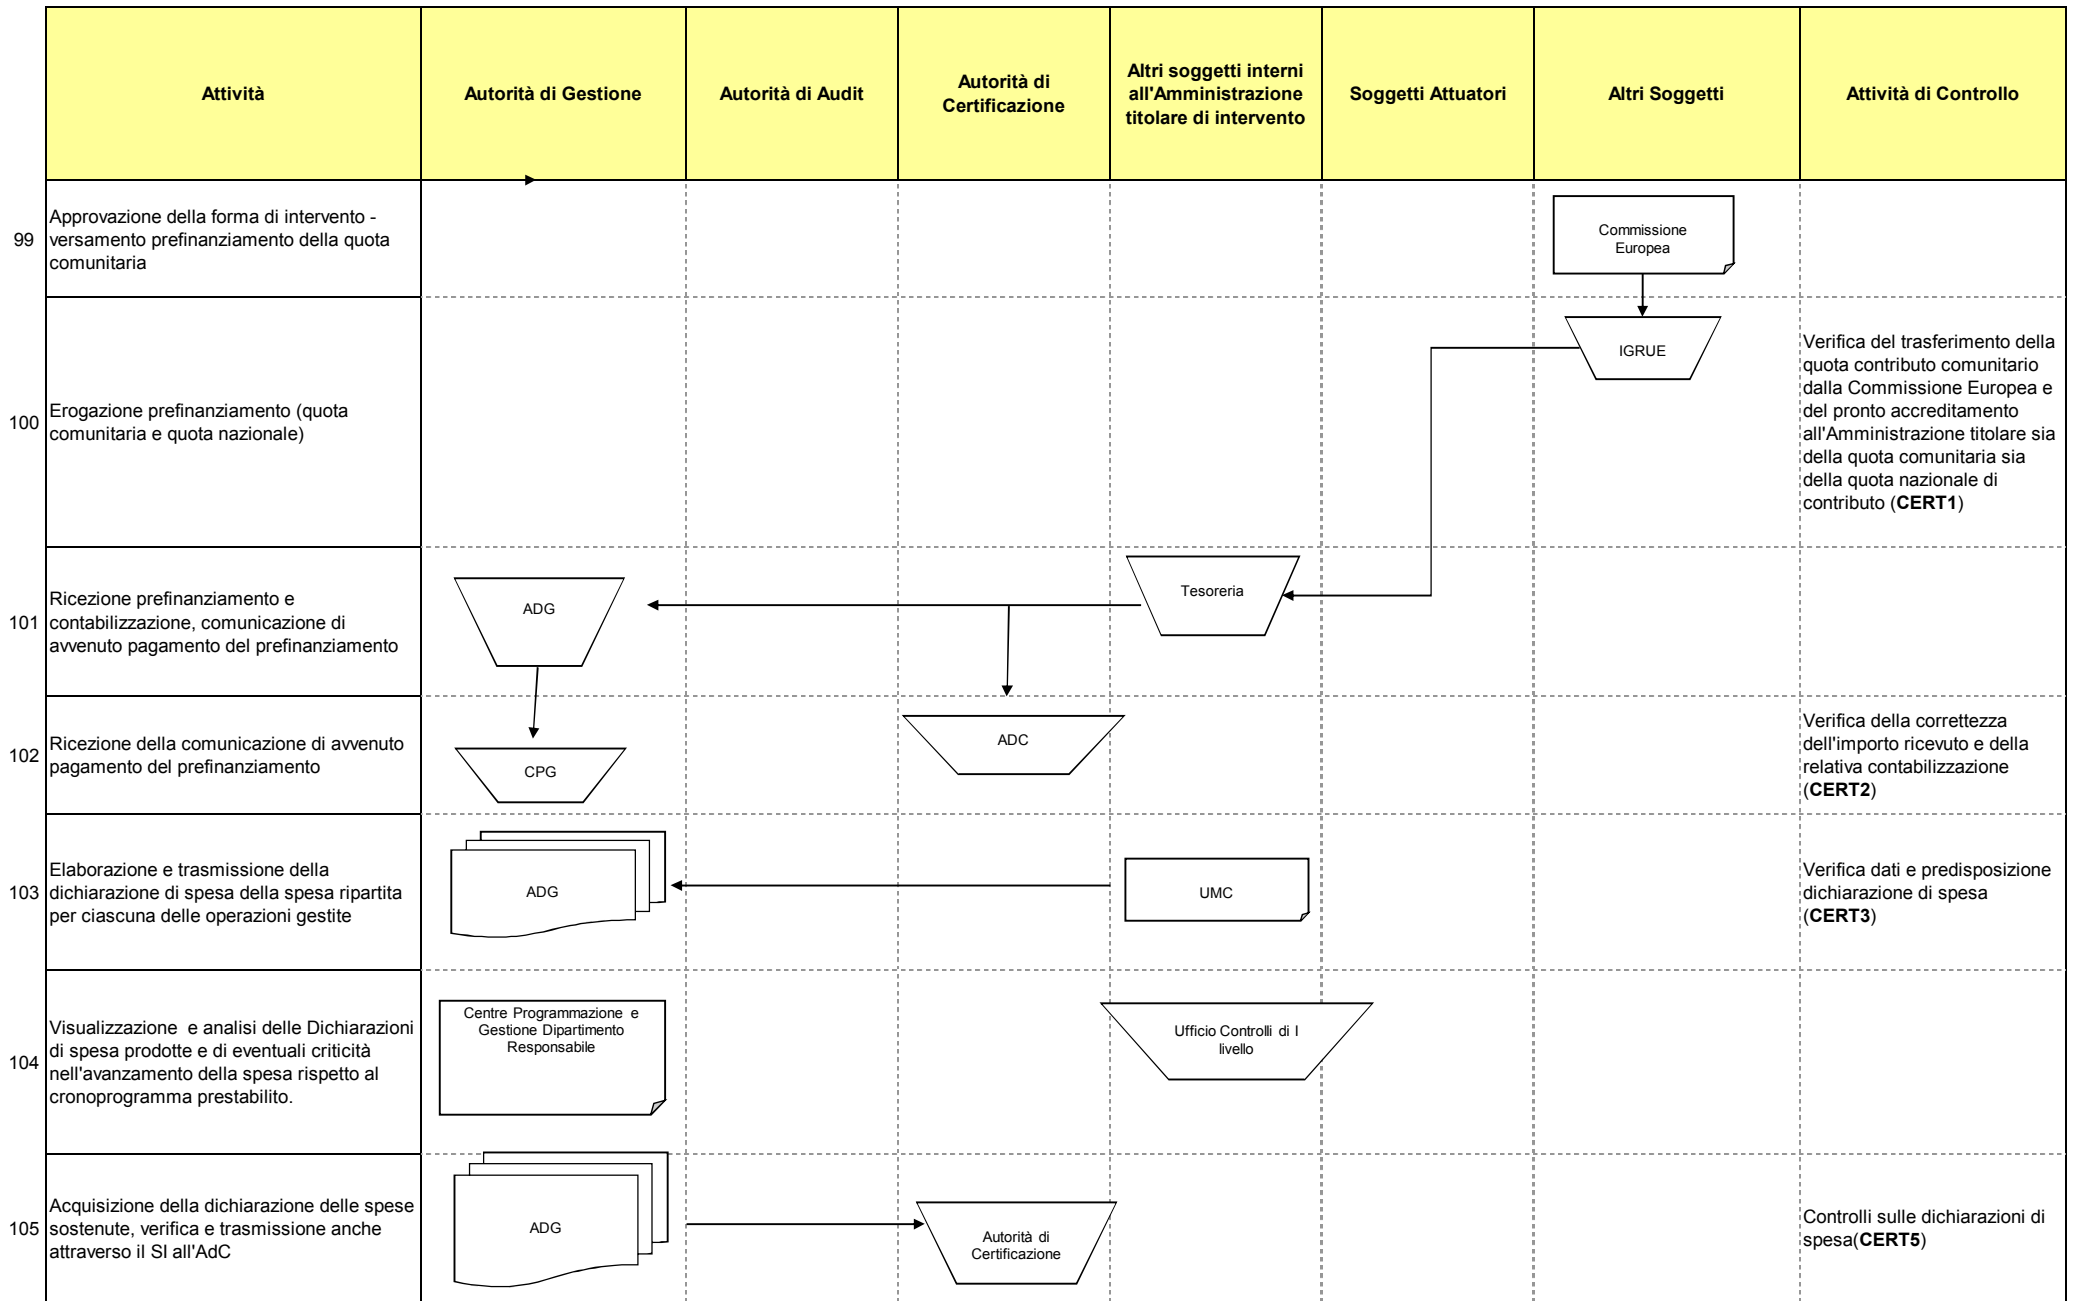 Attività
Autorità di Gestione
Autorità di Audit
Autorità di
Certificazione
Altri soggetti interni
all'Amministrazione
titolare di intervento
Soggetti Attuatori
Altri Soggetti
Attività di Controllo
99
Approvazione della forma di intervento -
versamento prefinanziamento della quota
comunitaria
Commissione
Europea
100
Erogazione prefinanziamento (quota
comunitaria e quota nazionale)
IGRUE
Verifica del trasferimento della
quota contributo comunitario
dalla Commissione Europea e
del pronto accreditamento
all'Amministrazione titolare sia
della quota comunitaria sia
della quota nazionale di
contributo (CERT1)
101
Ricezione prefinanziamento e
contabilizzazione, comunicazione di
avvenuto pagamento del prefinanziamento
ADG
Tesoreria
102
Ricezione della comunicazione di avvenuto
pagamento del prefinanziamento
CPG
ADC
Verifica della correttezza
dell'importo ricevuto e della
relativa contabilizzazione
(CERT2)
103
Elaborazione e trasmissione della
dichiarazione di spesa della spesa ripartita
per ciascuna delle operazioni gestite
ADG
UMC
Verifica dati e predisposizione
dichiarazione di spesa
(CERT3)
104
Visualizzazione e analisi delle Dichiarazioni
di spesa prodotte e di eventuali criticità
nell'avanzamento della spesa rispetto al
cronoprogramma prestabilito.
Centre Programmazione e
Gestione Dipartimento
Responsabile
Ufficio Controlli di I
livello
105
Acquisizione della dichiarazione delle spese
sostenute, verifica e trasmissione anche
attraverso il SI all'AdC
ADG
Autorità di
Certificazione
Controlli sulle dichiarazioni di
spesa(CERT5)